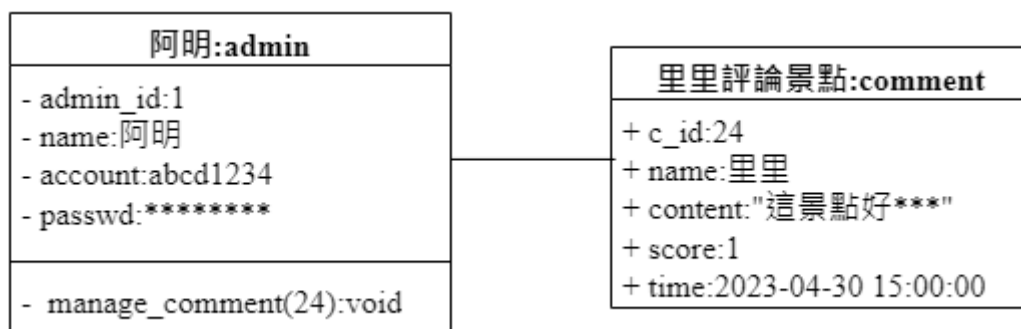 阿明:admin
- admin_id:1
- name:阿明
- account:abcd1234
- passwd:********
- manage_comment(24):void
里里評論景點:comment
+ c_id:24
+ name:里里
+ content:"這景點好***"
+ score:1
+ time:2023-04-30 15:00:00